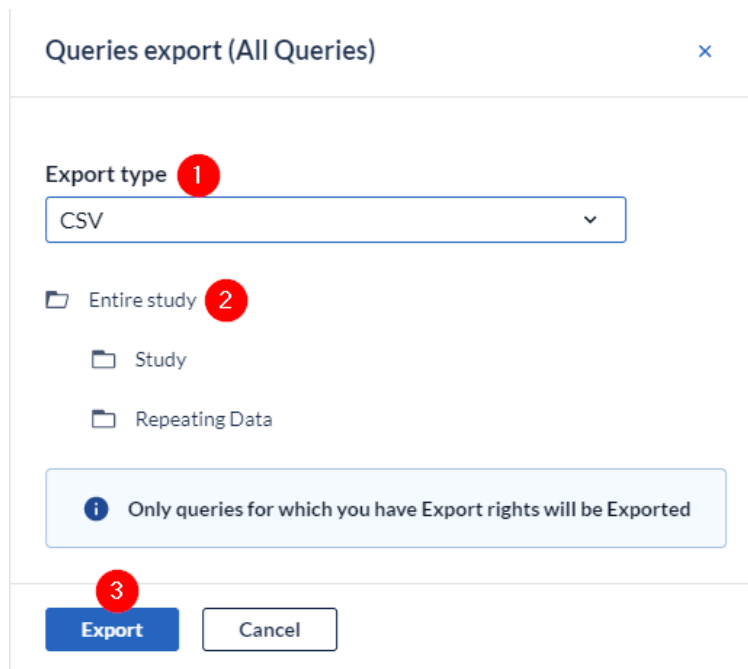 Queries export (All Queries)
Export type 1
CSV
Entire study 2
Study
Repeating Data
i Only queries for which you have Export rights will be Exported
3
Export Cancel